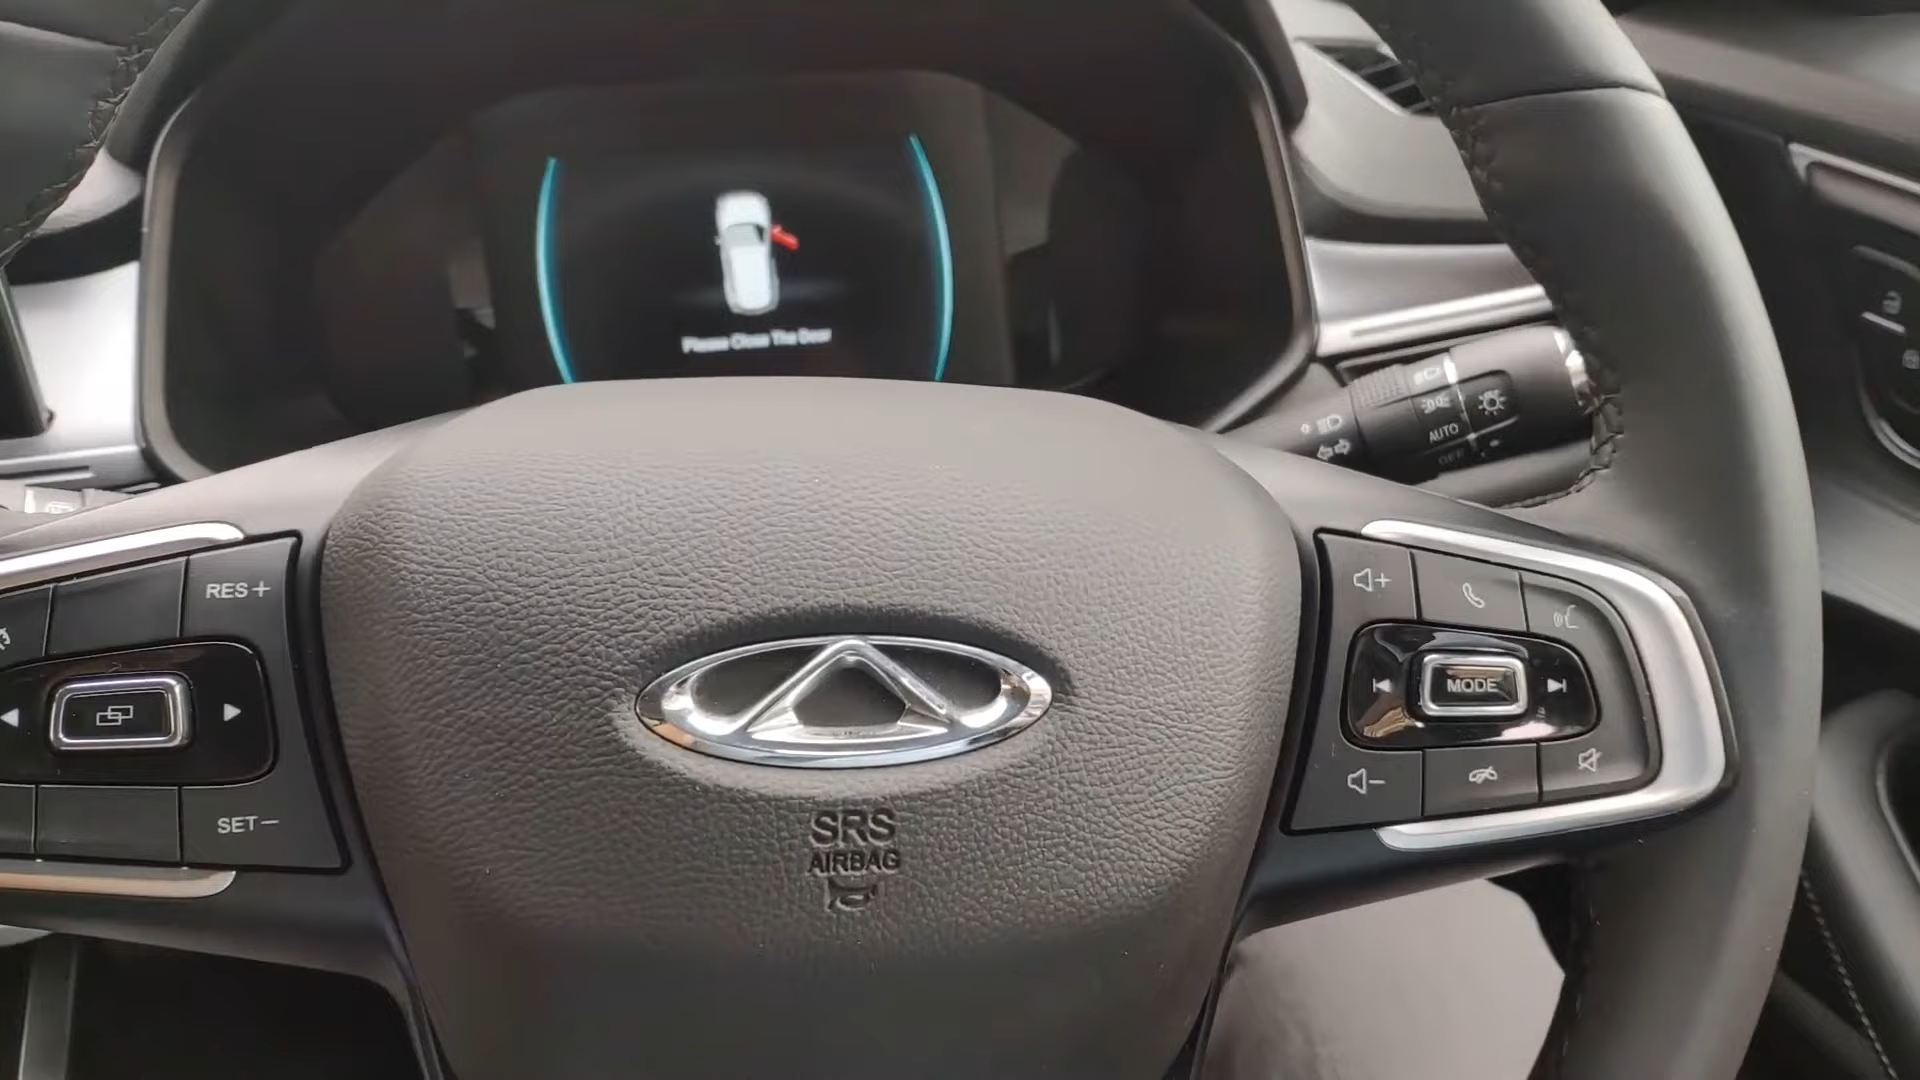 Please Close The Door
AUTO
OFF
RES+
MODE
SET−
SRS
AIRBAG